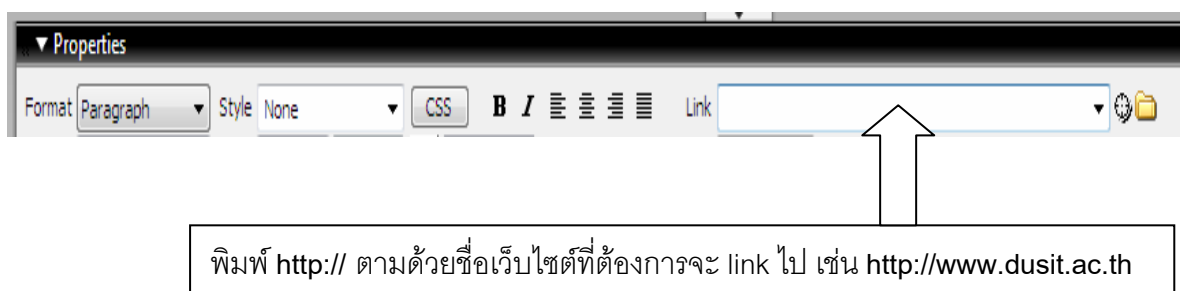 ▼ Properties
Format Paragraph Style None CSS B I Link
พิมพ์ http:// ตามด้วยชื่อเว็บไซต์ที่ต้องการจะ link ไป เช่น http://www.dusit.ac.th